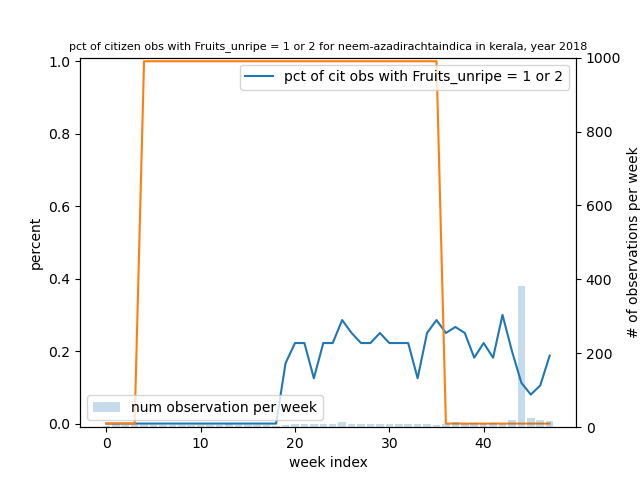 pct of citizen obs with Fruits_unripe = 1 or 2 for neem-azadirachtaindica in kerala, year 2018
pct of cit obs with Fruits_unripe = 1 or 2
1.0
0.8
0.6
0.4
0.2
0.0
percent
1000
800
600
400
200
0
# of observations per week
num observation per week
0
10
20
30
40
week index